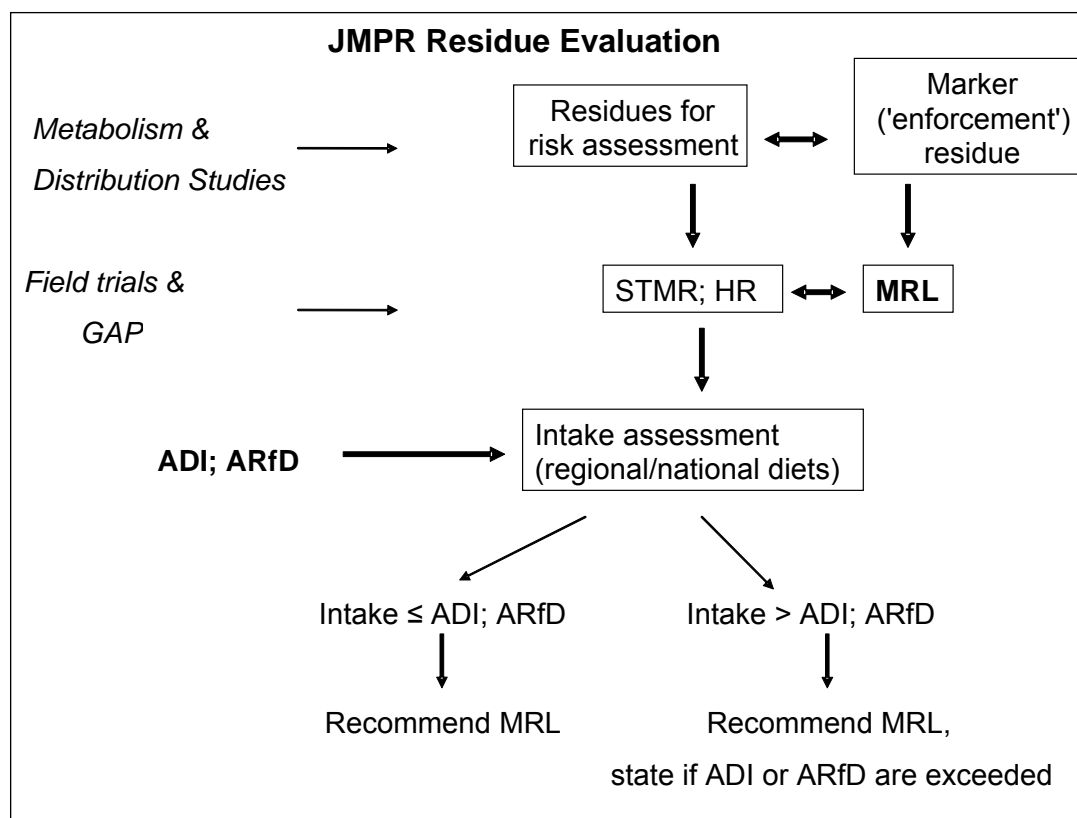 JMPR Residue Evaluation
Metabolism &
Distribution Studies
Residues for
risk assessment
Marker
('enforcement')
residue
Field trials &
GAP
STMR; HR
MRL
ADI; ARfD
Intake assessment
(regional/national diets)
Intake ≤ ADI; ARfD
Intake > ADI; ARfD
Recommend MRL
Recommend MRL,
state if ADI or ARfD are exceeded